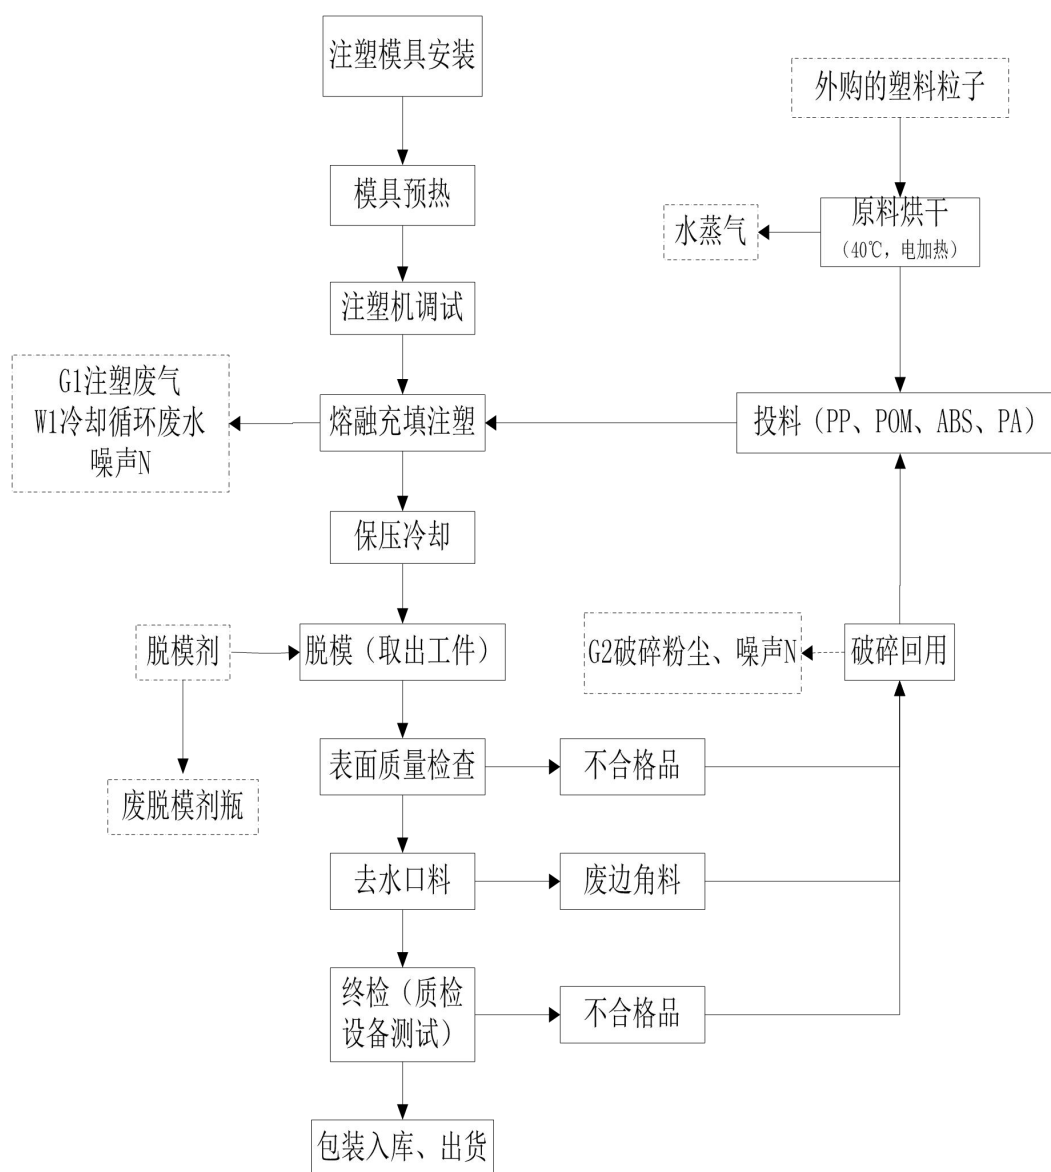 注塑模具安装
外购的塑料粒子
模具预热
原料烘干
（40℃，电加热）
水蒸气
注塑机调试
G1注塑废气
W1冷却循环废水
噪声N
熔融充填注塑
投料（PP、POM、ABS、PA）
保压冷却
脱模剂
脱模（取出工件）
G2破碎粉尘、噪声N
破碎回用
表面质量检查
不合格品
废脱模剂瓶
去水口料
废边角料
终检（质检
设备测试）
不合格品
包装入库、出货